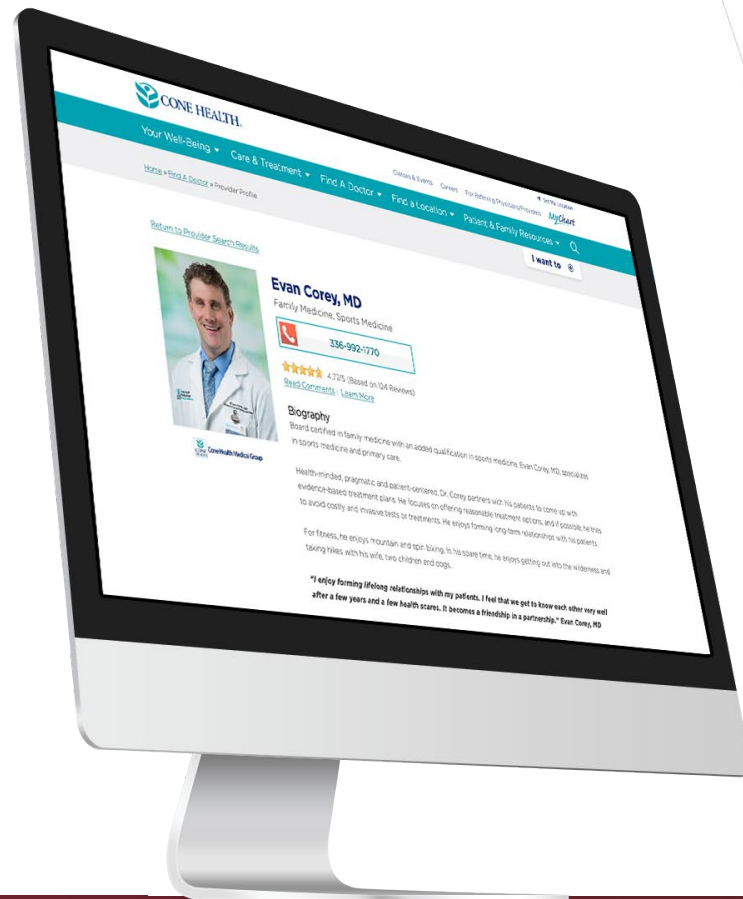 CONE HEALTH.
Classes & Events Careers For Referring Physicians/Providers Set My Location
MyChart
Your Well-Being Care & Treatment Find A Doctor Find a Location Patient & Family Resources
I want to
Home » Find A Doctor » Provider Profile
Return to Provider Search Results
Evan Corey, MD
Family Medicine, Sports Medicine
336-992-1770
4.72/5 (Based on 124 Reviews)
Read Comments | Learn More
Cone Health Medical Group
Biography
Board certified in family medicine with an added qualification in sports medicine, Evan Corey, MD, specializes
in sports medicine and primary care.
Health-minded, pragmatic and patient-centered, Dr. Corey partners with his patients to come up with
evidence-based treatment plans. He focuses on offering reasonable treatment options, and if possible, he tries
to avoid costly and invasive tests or treatments. He enjoys forming long-term relationships with his patients.
For fitness, he enjoys mountain and spin biking. In his spare time, he enjoys getting out into the wilderness and
taking hikes with his wife, two children and dogs.
"I enjoy forming lifelong relationships with my patients. I feel that we get to know each other very well
after a few years and a few health scares. It becomes a friendship in a partnership." Evan Corey, MD